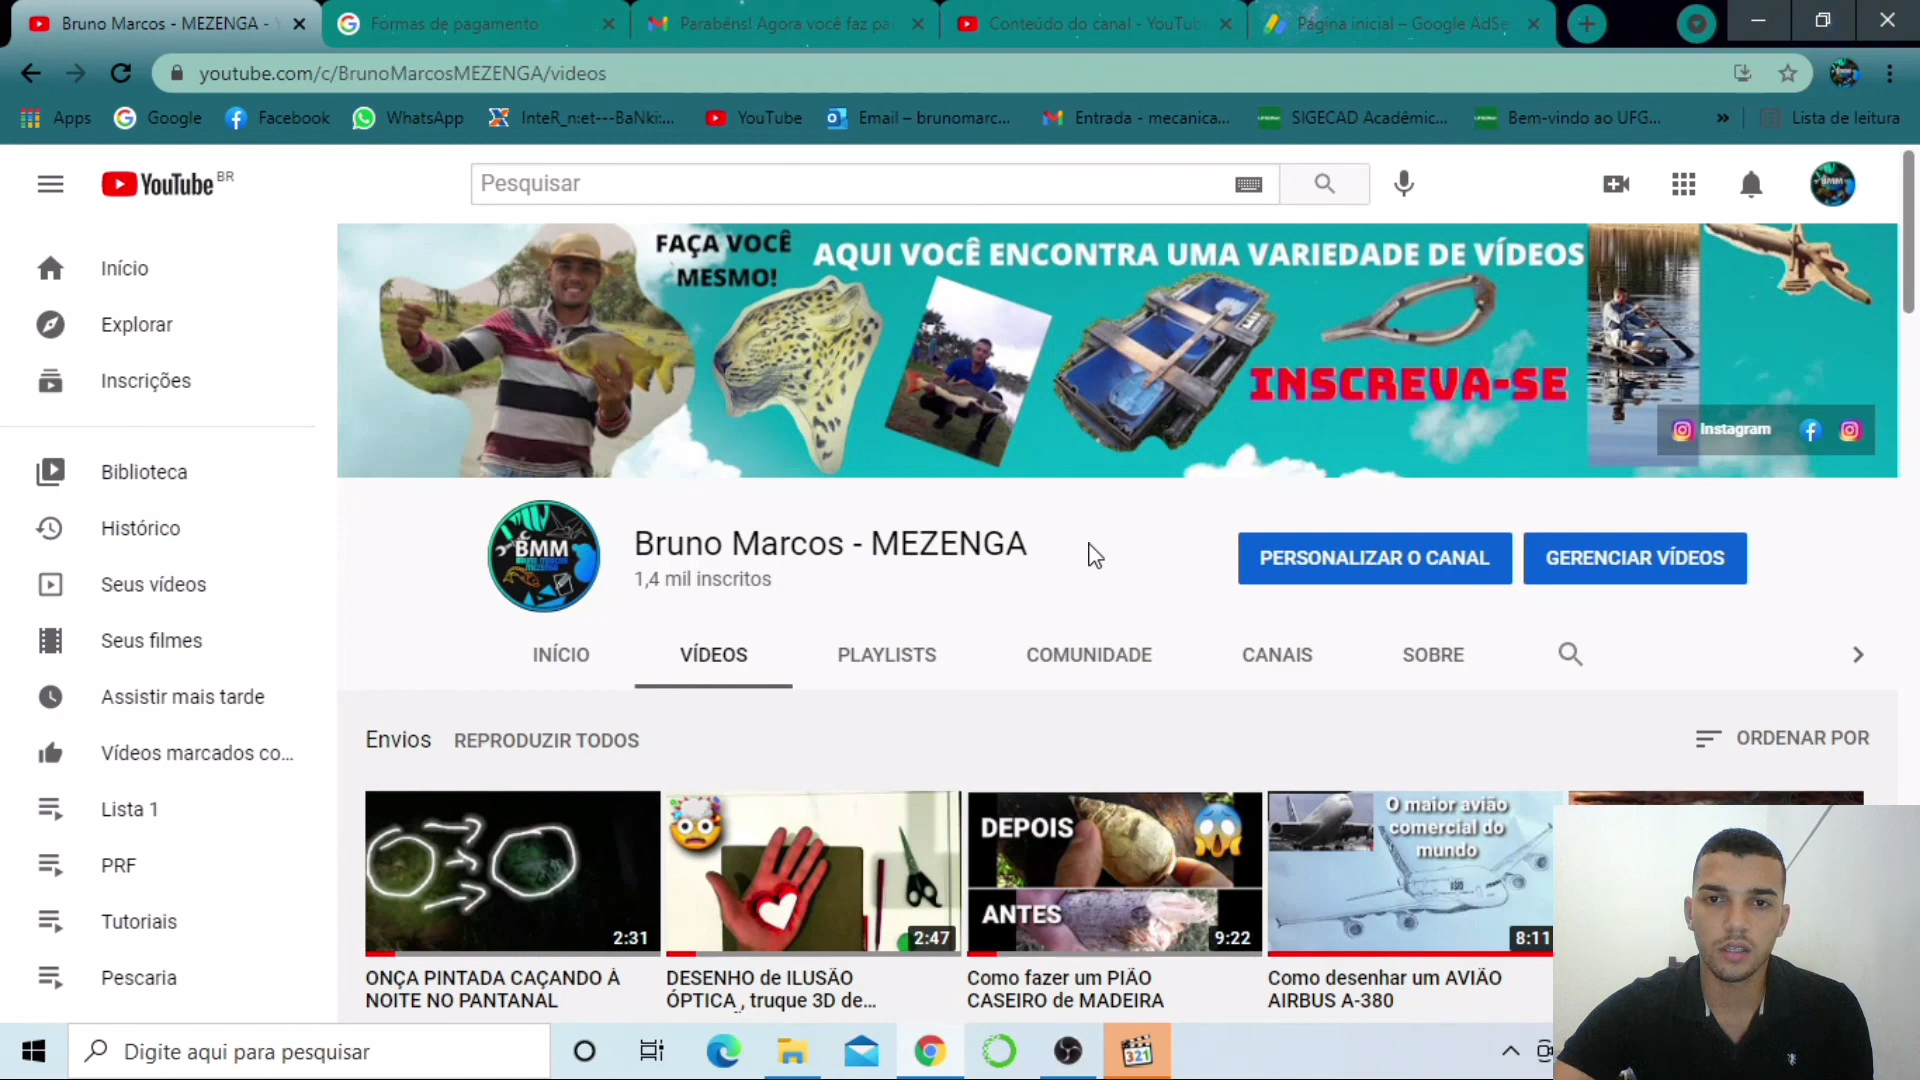 Bruno Marcos - MEZENGA -
Formas de pagamento
Parabéns! Agora você faz pa
Conteúdo do canal - YouTub
Página inicial – Google AdSe
youtube.com/c/BrunoMarcosMEZENGA/videos
Apps
Google
Facebook
WhatsApp
InteR_n:et---BaNki:...
YouTube
Email – brunomarc...
Entrada - mecanica...
SIGECAD Acadêmic...
Bem-vindo ao UFG...
»
Lista de leitura
YouTube BR
Pesquisar
FAÇA VOCÊ
MESMO!
AQUI VOCÊ ENCONTRA UMA VARIEDADE DE VÍDEOS
INSCREVA-SE
Instagram
Início
Explorar
Inscrições
Biblioteca
Histórico
Seus vídeos
Seus filmes
Assistir mais tarde
Vídeos marcados co...
Lista 1
PRF
Tutoriais
Pescaria
BMM
BRUNO MARCOS
MEZENGA
Bruno Marcos - MEZENGA
1,4 mil inscritos
PERSONALIZAR O CANAL
GERENCIAR VÍDEOS
INÍCIO
VÍDEOS
PLAYLISTS
COMUNIDADE
CANAIS
SOBRE
Envios
REPRODUZIR TODOS
ORDENAR POR
2:31
ONÇA PINTADA CAÇANDO À
NOITE NO PANTANAL
2:47
DESENHO de ILUSÃO
ÓPTICA , truque 3D de...
DEPOIS
ANTES
9:22
Como fazer um PIÃO
CASEIRO de MADEIRA
O maior avião
comercial do
mundo
8:11
Como desenhar um AVIÃO
AIRBUS A-380
Digite aqui para pesquisar
321